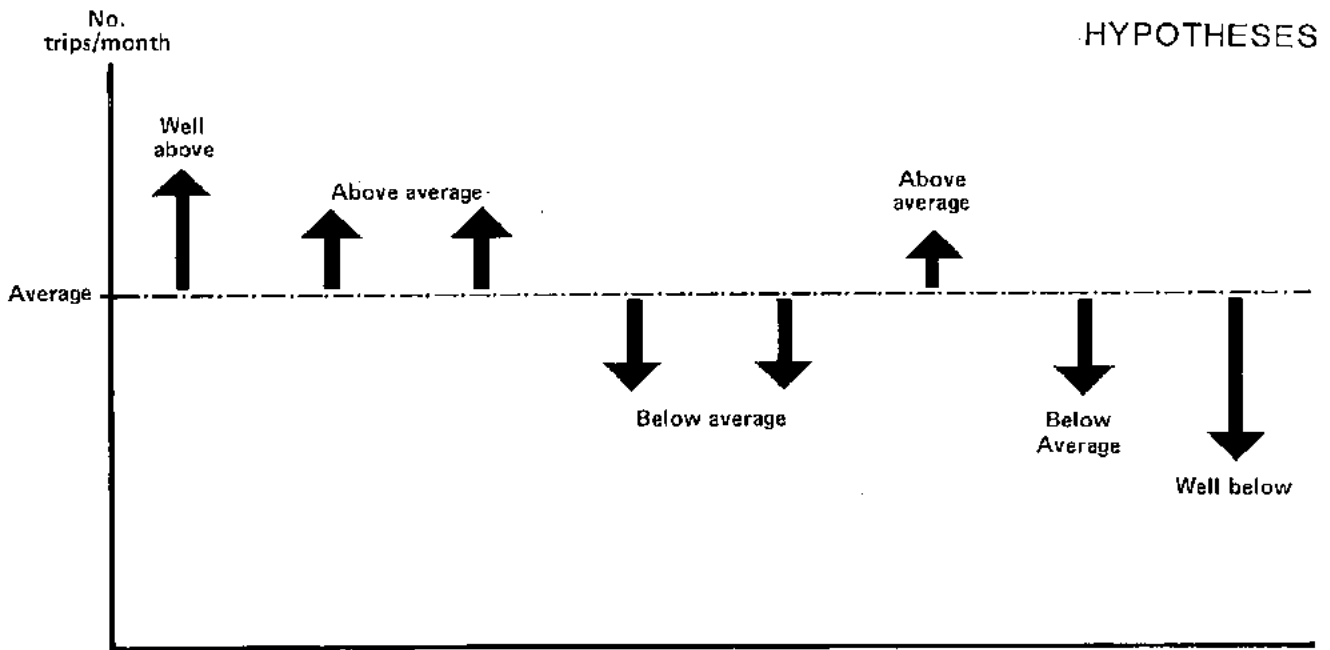 No.
trips/month
HYPOTHESES
Well
above
Above average
Above
average
Average
Below average
Below
Average
Well below